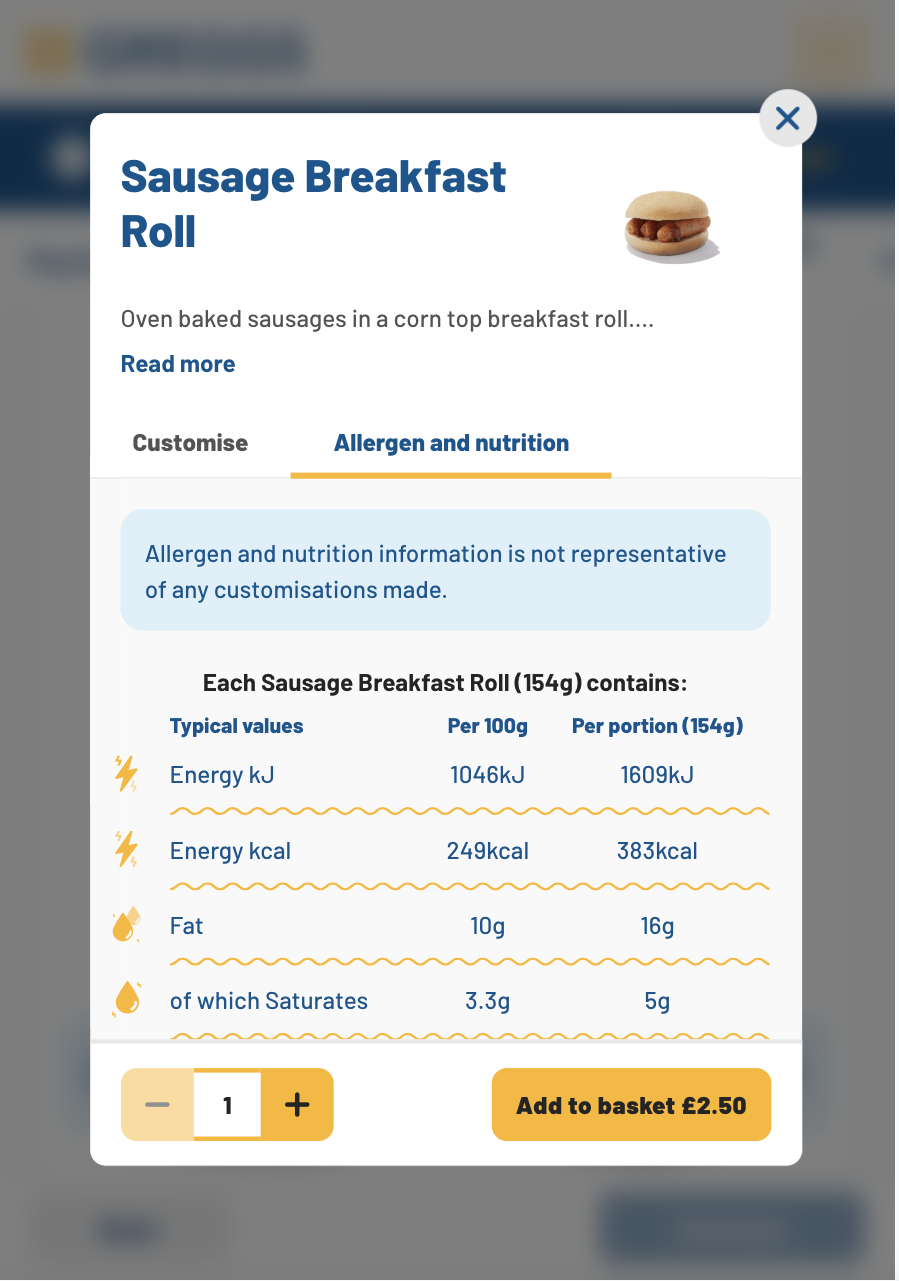 GREGGS
Sausage Breakfast
Roll
Oven baked sausages in a corn top breakfast roll....
Read more
Customise
Allergen and nutrition
Allergen and nutrition information is not representative
of any customisations made.
Each Sausage Breakfast Roll (154g) contains:
Typical values Per 100g Per portion (154g)
Energy kJ 1046kJ 1609kJ
Energy kcal 249kcal 383kcal
Fat 10g 16g
of which Saturates 3.3g 5g
1
Add to basket £2.50